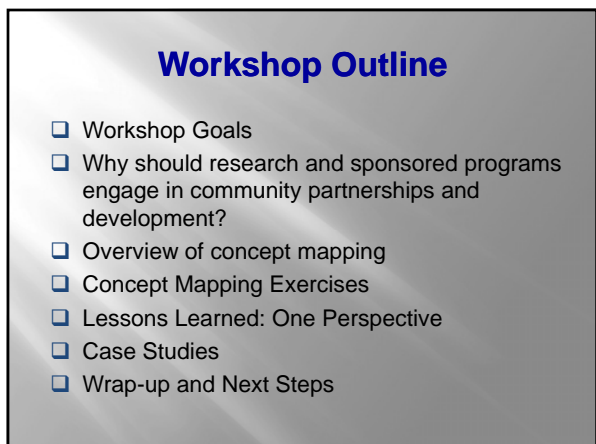 Workshop Outline
Workshop Goals
Why should research and sponsored programs
engage in community partnerships and
development?
Overview of concept mapping
Concept Mapping Exercises
Lessons Learned: One Perspective
Case Studies
Wrap-up and Next Steps